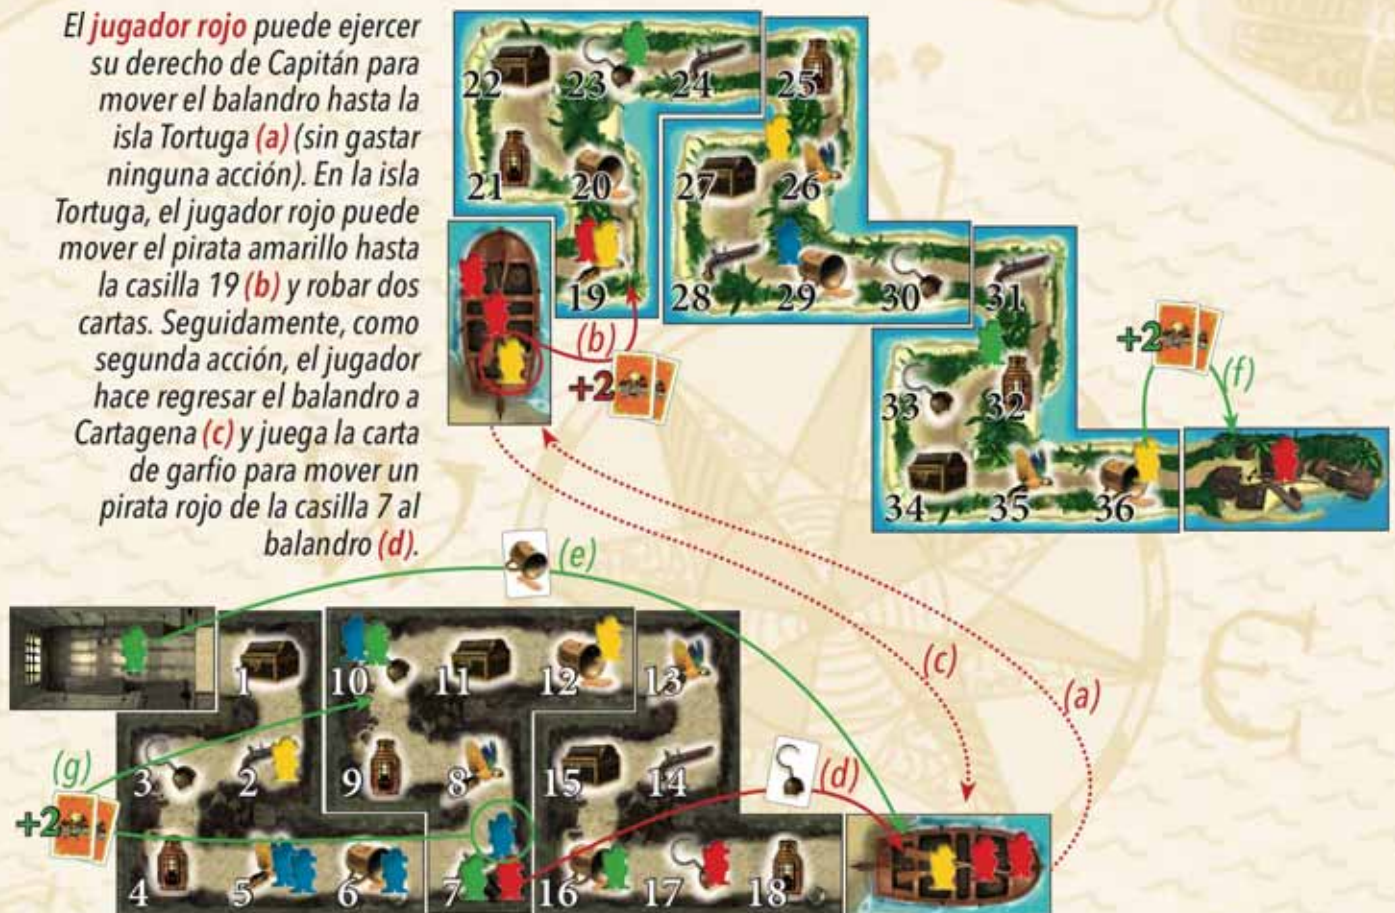 El jugador rojo puede ejercer
su derecho de Capitán para
mover el balandro hasta la
isla Tortuga (a) (sin gastar
ninguna acción). En la isla
Tortuga, el jugador rojo puede
mover el pirata amarillo hasta
la casilla 19 (b) y robar dos
cartas. Seguidamente, como
segunda acción, el jugador
hace regresar el balandro a
Cartagena (c) y juega la carta
de garfio para mover un
pirata rojo de la casilla 7 al
balandro (d).
22 23 24 25
21 20 27 26
19 28 29 30 31
(b)
+2
33 32
34 35 36
+2
(f)
(e)
1 10 11 12 13
(c)
(a)
(g)
3 2 9 8 15 14
(d)
+2
4 5 6 7 16 17 18
E